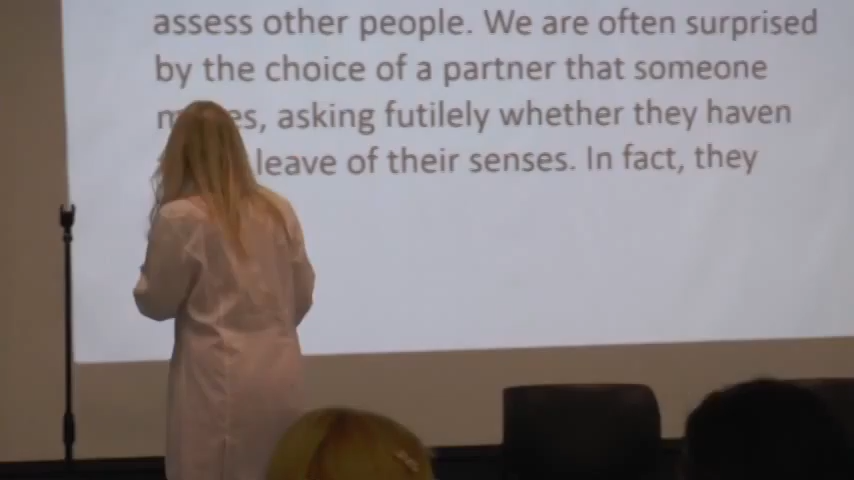 assess other people. We are often surprised
by the choice of a partner that someone
asking futilely whether they haven
leave of their senses. In fact, they